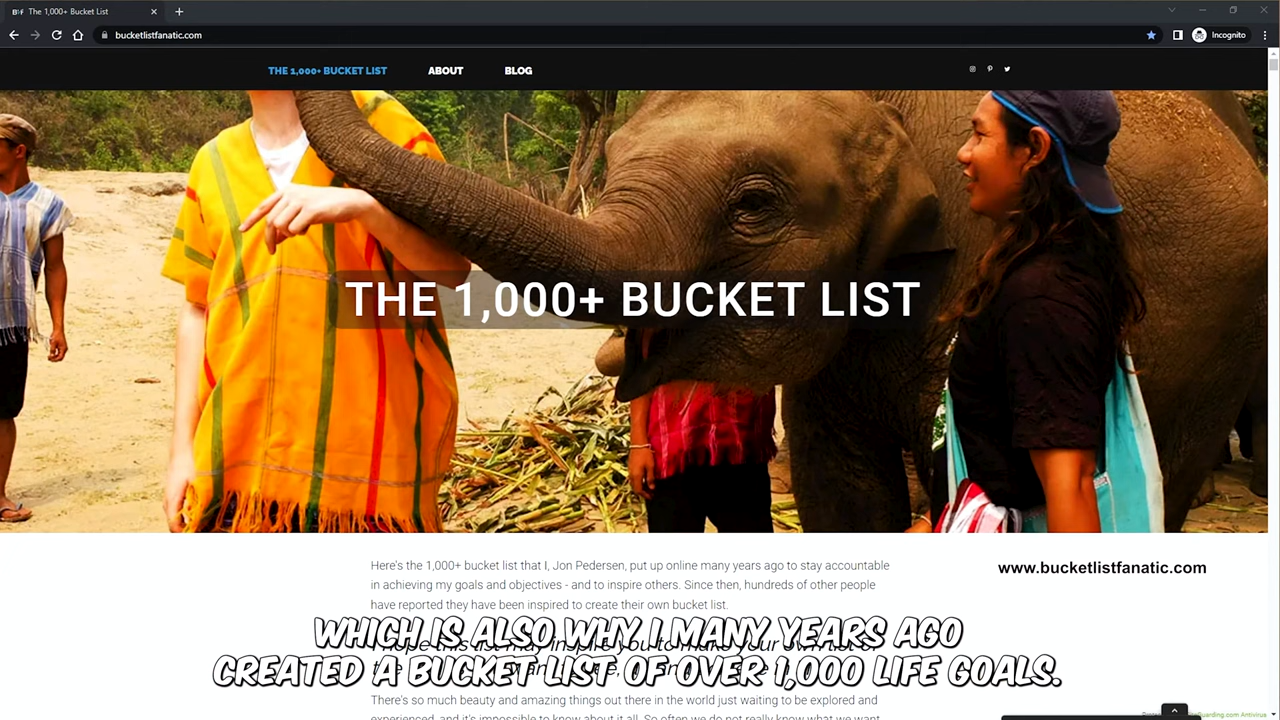 BLF The 1,000+ Bucket List
bucketlistfanatic.com
Incognito
THE 1,000+ BUCKET LIST ABOUT BLOG
THE 1,000+ BUCKET LIST
Here's the 1,000+ bucket list that I, Jon Pedersen, put up online many years ago to stay accountable
in achieving my goals and objectives - and to inspire others. Since then, hundreds of other people
have reported they have been inspired to create their own bucket list.
www.bucketlistfanatic.com
WHICH IS ALSO WHY I MANY YEARS AGO
CREATED A BUCKET LIST OF OVER 1,000 LIFE GOALS.
There's so much beauty and amazing things out there in the world just waiting to be explored and